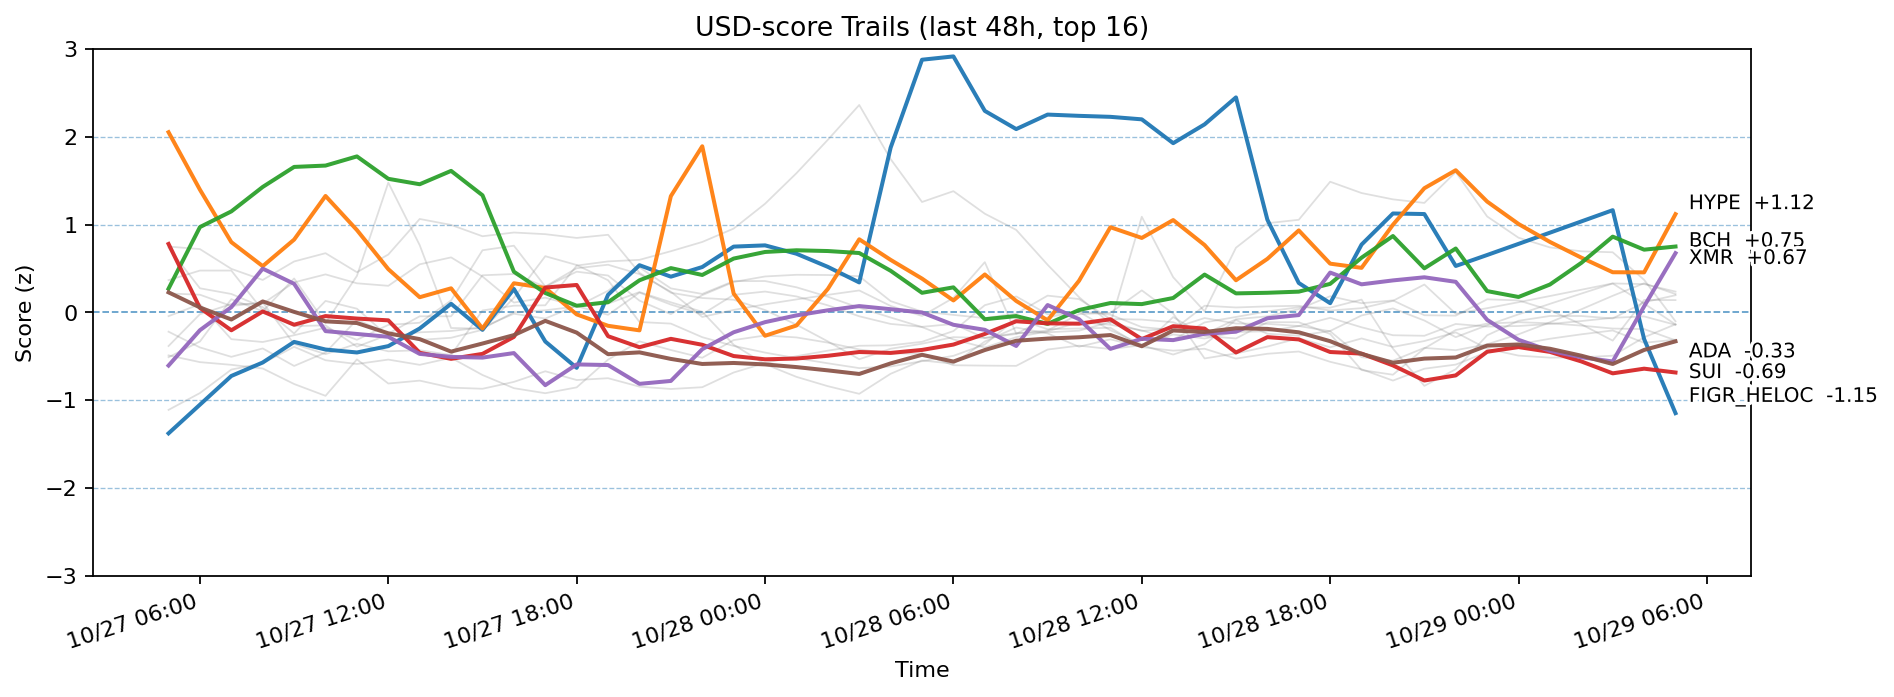 USD-score Trails (last 48h, top 16)
Score (z)
3
2
1
0
−1
−2
−3
HYPE +1.12
BCH +0.75
XMR +0.67
ADA -0.33
SUI -0.69
FIGR_HELOC -1.15
10/27 06:00
10/27 12:00
10/27 18:00
10/28 00:00
10/28 06:00
10/28 12:00
10/28 18:00
10/29 00:00
10/29 06:00
Time